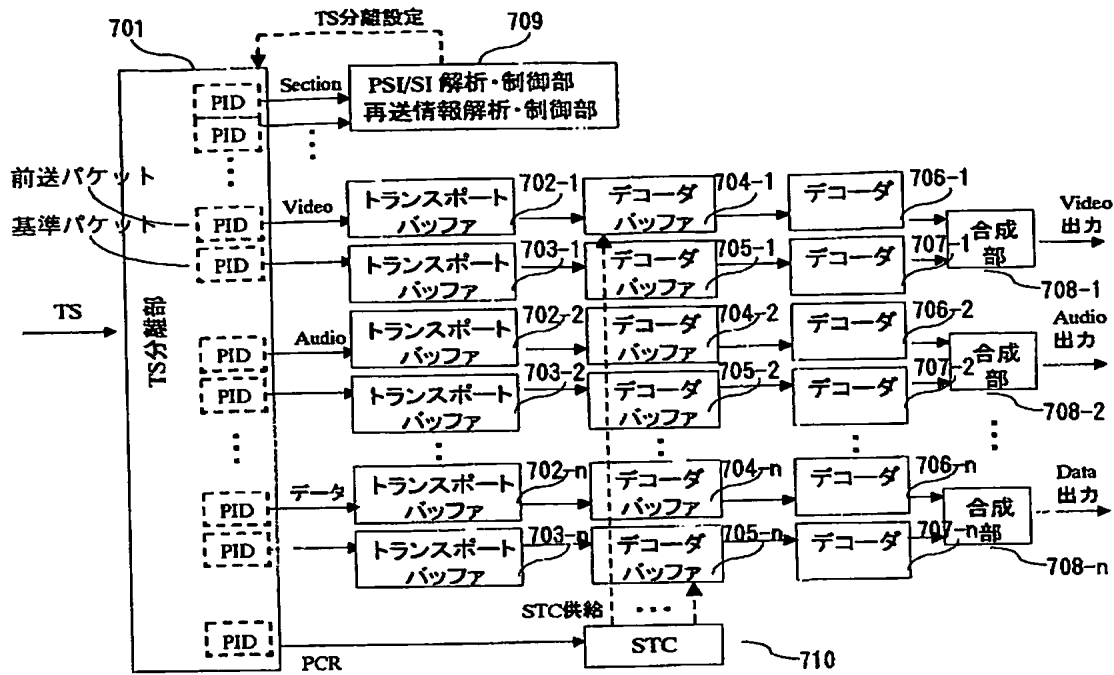 TS分離設定
701
709
PID
Section
PSI/SI 解析・制御部
再送情報解析・制御部
PID
前送パケット
基準パケット
PID
Video
トランスポート
バッファ
702-1
デコーダ
バッファ
704-1
デコーダ
706-1
合成
部
Video
出力
PID
トランスポート
バッファ
703-1
デコーダ
バッファ
705-1
デコーダ
707-1
708-1
TS
TS分離部
PID
Audio
トランスポート
バッファ
702-2
デコーダ
バッファ
704-2
デコーダ
706-2
合成
部
Audio
出力
PID
トランスポート
バッファ
703-2
デコーダ
バッファ
705-2
デコーダ
707-2
708-2
PID
データ
トランスポート
バッファ
702-n
デコーダ
バッファ
704-n
デコーダ
706-n
合成
部
Data
出力
PID
トランスポート
バッファ
703-n
デコーダ
バッファ
705-n
デコーダ
707-n
708-n
STC供給
PID
PCR
STC
710